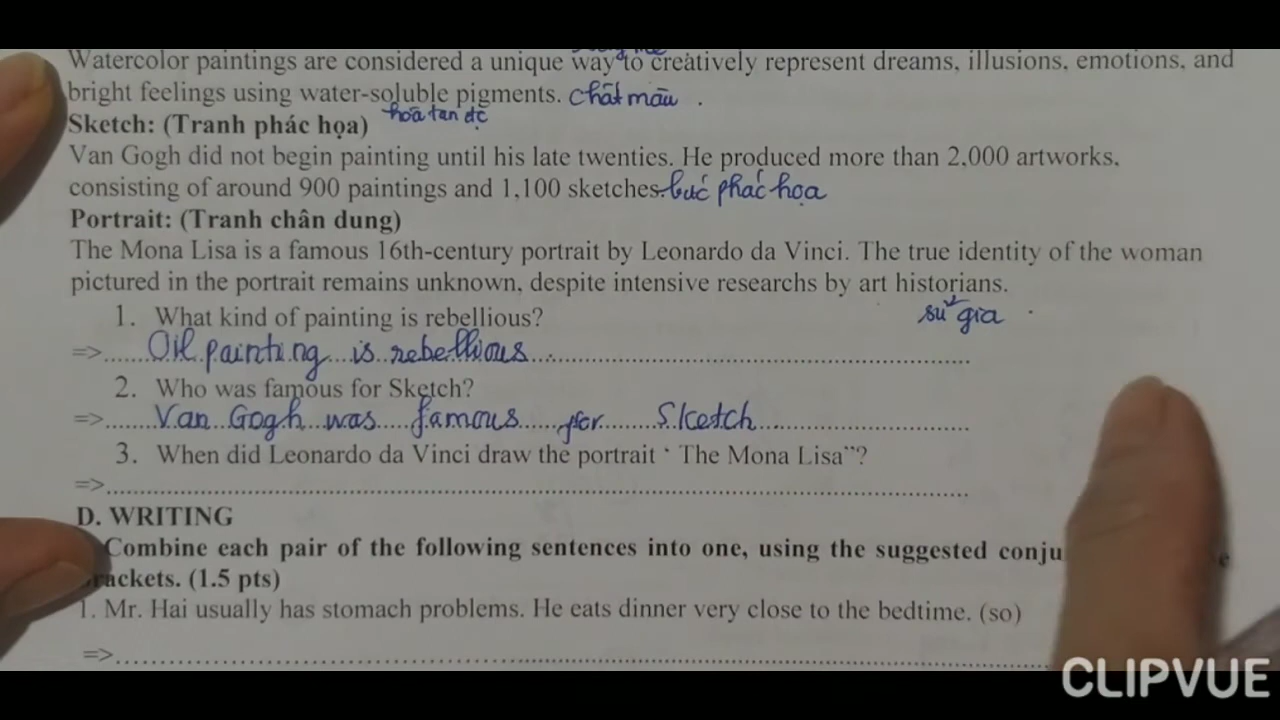 Watercolor paintings are considered a unique way to creatively represent dreams, illusions, emotions, and
bright feelings using water-soluble pigments. chất màu .
hòa tan đc
Sketch: (Tranh phác họa)
Van Gogh did not begin painting until his late twenties. He produced more than 2,000 artworks,
consisting of around 900 paintings and 1,100 sketches. bức phác họa
Portrait: (Tranh chân dung)
The Mona Lisa is a famous 16th-century portrait by Leonardo da Vinci. The true identity of the woman
pictured in the portrait remains unknown, despite intensive researchs by art historians.
sử gia
1. What kind of painting is rebellious?
=> Oil painting is rebellious
2. Who was famous for Sketch?
=> Van Gogh was famous for Sketch
3. When did Leonardo da Vinci draw the portrait ‘ The Mona Lisa”?
=>
D. WRITING
Combine each pair of the following sentences into one, using the suggested
(1.5 pts)
1. Mr. Hai usually has stomach problems. He eats dinner very close to the bedtime. (so)
=>
CLIPVUE